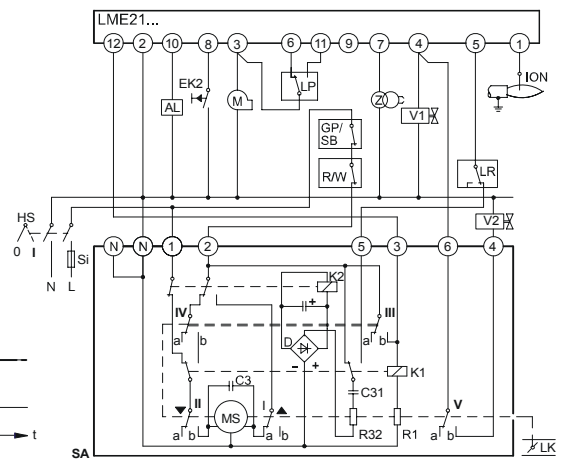 LME21...
12 2 10 8 3 6 11 9 7 4 5 1
EK2
LP
ION
AL
M
Z
C
V1
GP/
SB
R/W
LR
V2
HS
0 I
Si
N L
N N 1 2 5 3 6 4
K2
+
IV
III
a b
a b
D
- +
K1
C3
C31
II
MS
I
V
a b
a b
R32
R1
a b
t
SA
LK